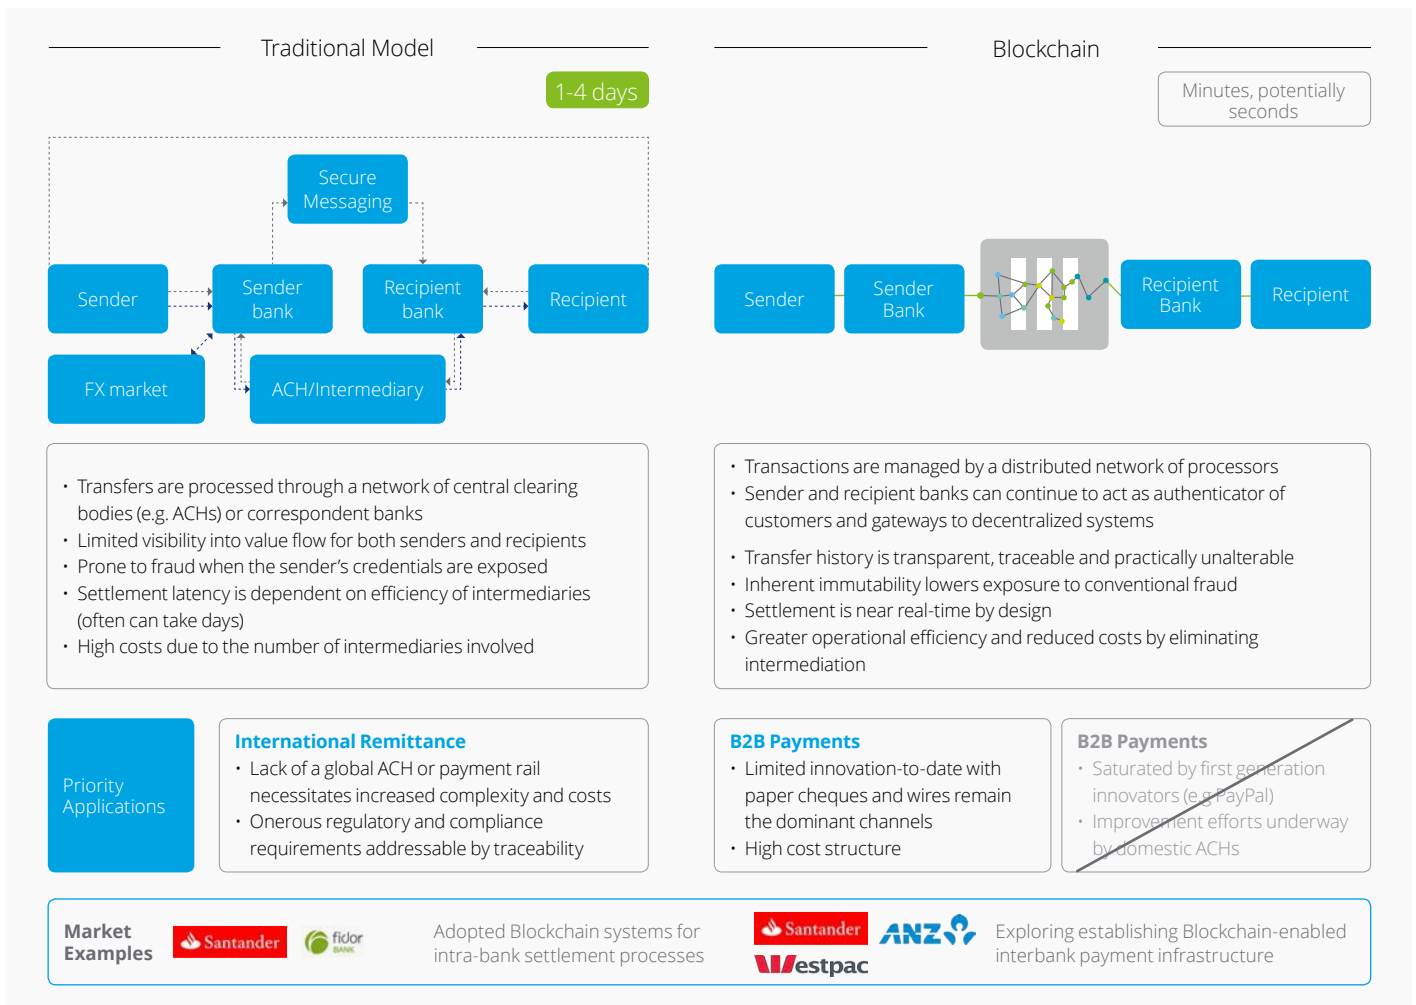 Traditional Model
1-4 days
Secure
Messaging
Sender
Sender
bank
Recipient
bank
Recipient
FX market
ACH/Intermediary
• Transfers are processed through a network of central clearing
bodies (e.g. ACHs) or correspondent banks
• Limited visibility into value flow for both senders and recipients
• Prone to fraud when the sender’s credentials are exposed
• Settlement latency is dependent on efficiency of intermediaries
(often can take days)
• High costs due to the number of intermediaries involved
Blockchain
Minutes, potentially
seconds
Sender
Sender
Bank
Recipient
Bank
Recipient
• Transactions are managed by a distributed network of processors
• Sender and recipient banks can continue to act as authenticator of
customers and gateways to decentralized systems
• Transfer history is transparent, traceable and practically unalterable
• Inherent immutability lowers exposure to conventional fraud
• Settlement is near real-time by design
• Greater operational efficiency and reduced costs by eliminating
intermediation
Priority
Applications
International Remittance
• Lack of a global ACH or payment rail
necessitates increased complexity and costs
• Onerous regulatory and compliance
requirements addressable by traceability
B2B Payments
• Limited innovation-to-date with
paper cheques and wires remain
the dominant channels
• High cost structure
B2B Payments
• Saturated by first generation
innovators (e.g PayPal)
• Improvement efforts underway
by domestic ACHs
Market
Examples
Santander
fidor
BANK
Adopted Blockchain systems for
intra-bank settlement processes
Santander
ANZ
Westpac
Exploring establishing Blockchain-enabled
interbank payment infrastructure